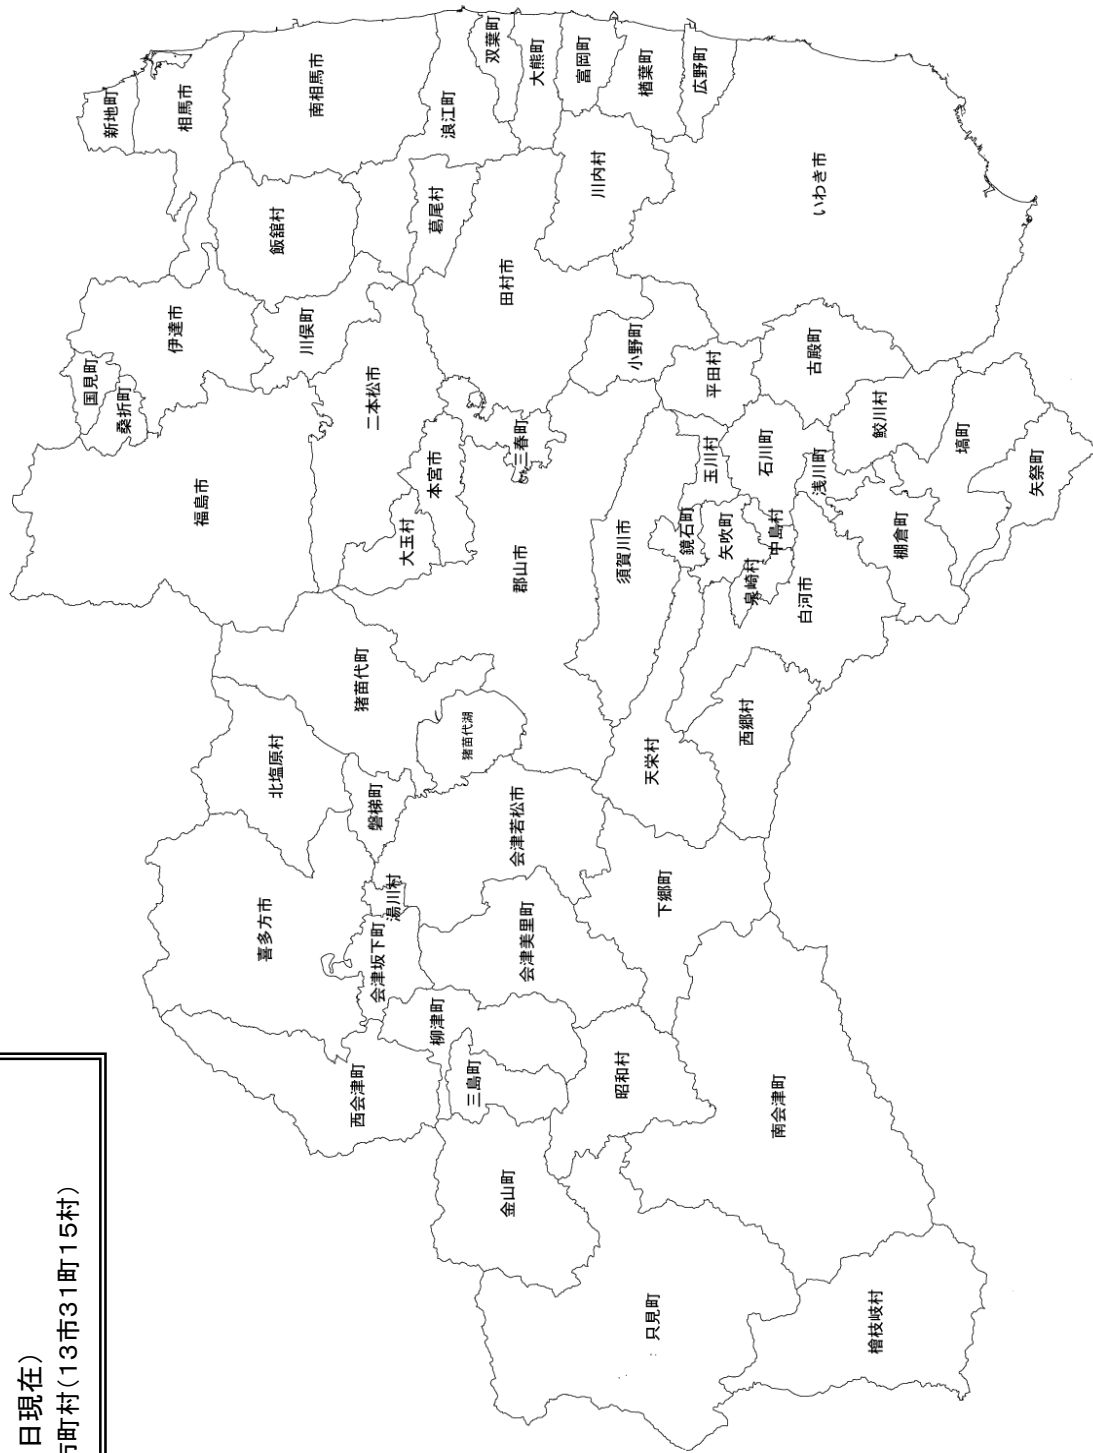 日現在)
市町村(13市31町15村)
国見町
新地町
桑折町
伊達市
相馬市
福島市
喜多方市
北塩原村
飯舘村
川俣町
南相馬市
西会津町
猪苗代町
二本松市
磐梯町
会津坂下町
湯川村
大玉村
柳津町
本宮市
葛尾村
浪江町
猪苗代湖
三島町
双葉町
金山町
田村市
会津若松市
郡山市
三春町
会津美里町
大熊町
富岡町
川内村
昭和村
須賀川市
小野町
楢葉町
只見町
天栄村
下郷町
鏡石町
広野町
玉川村
平田村
矢吹町
西郷村
泉崎村
石川町
中島村
南会津町
白河市
古殿町
浅川町
いわき市
檜枝岐村
鮫川村
棚倉町
塙町
矢祭町